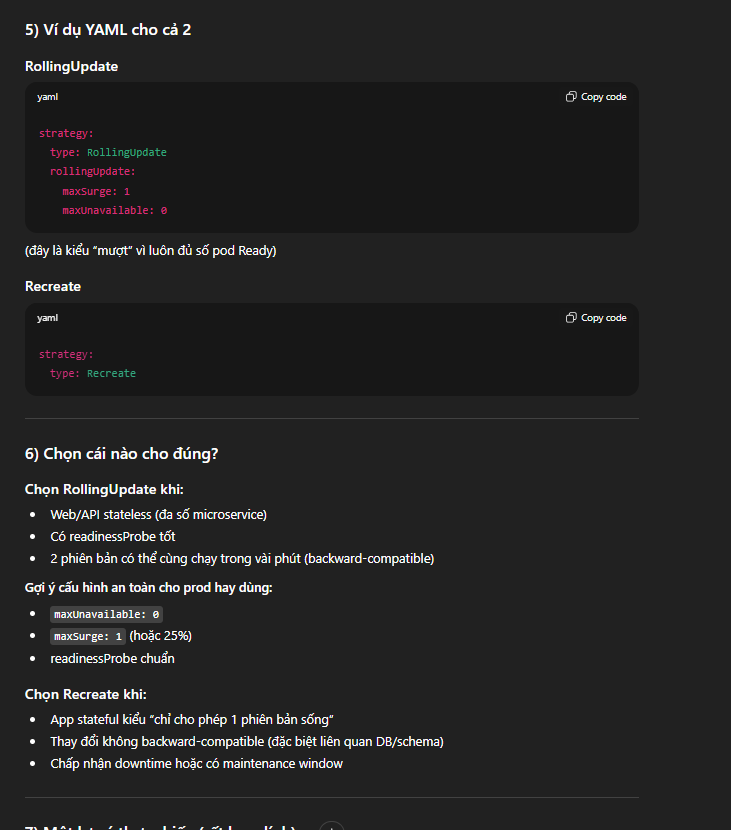 5) Ví dụ YAML cho cả 2
RollingUpdate
yaml
Copy code
strategy:
type: RollingUpdate
rollingUpdate:
maxSurge: 1
maxUnavailable: 0
(đây là kiểu “mượt” vì luôn đủ số pod Ready)
Recreate
yaml
Copy code
strategy:
type: Recreate
6) Chọn cái nào cho đúng?
Chọn RollingUpdate khi:
Web/API stateless (đa số microservice)
Có readinessProbe tốt
2 phiên bản có thể cùng chạy trong vài phút (backward-compatible)
Gợi ý cấu hình an toàn cho prod hay dùng:
maxUnavailable: 0
maxSurge: 1 (hoặc 25%)
readinessProbe chuẩn
Chọn Recreate khi:
App stateful kiểu “chỉ cho phép 1 phiên bản sống”
Thay đổi không backward-compatible (đặc biệt liên quan DB/schema)
Chấp nhận downtime hoặc có maintenance window